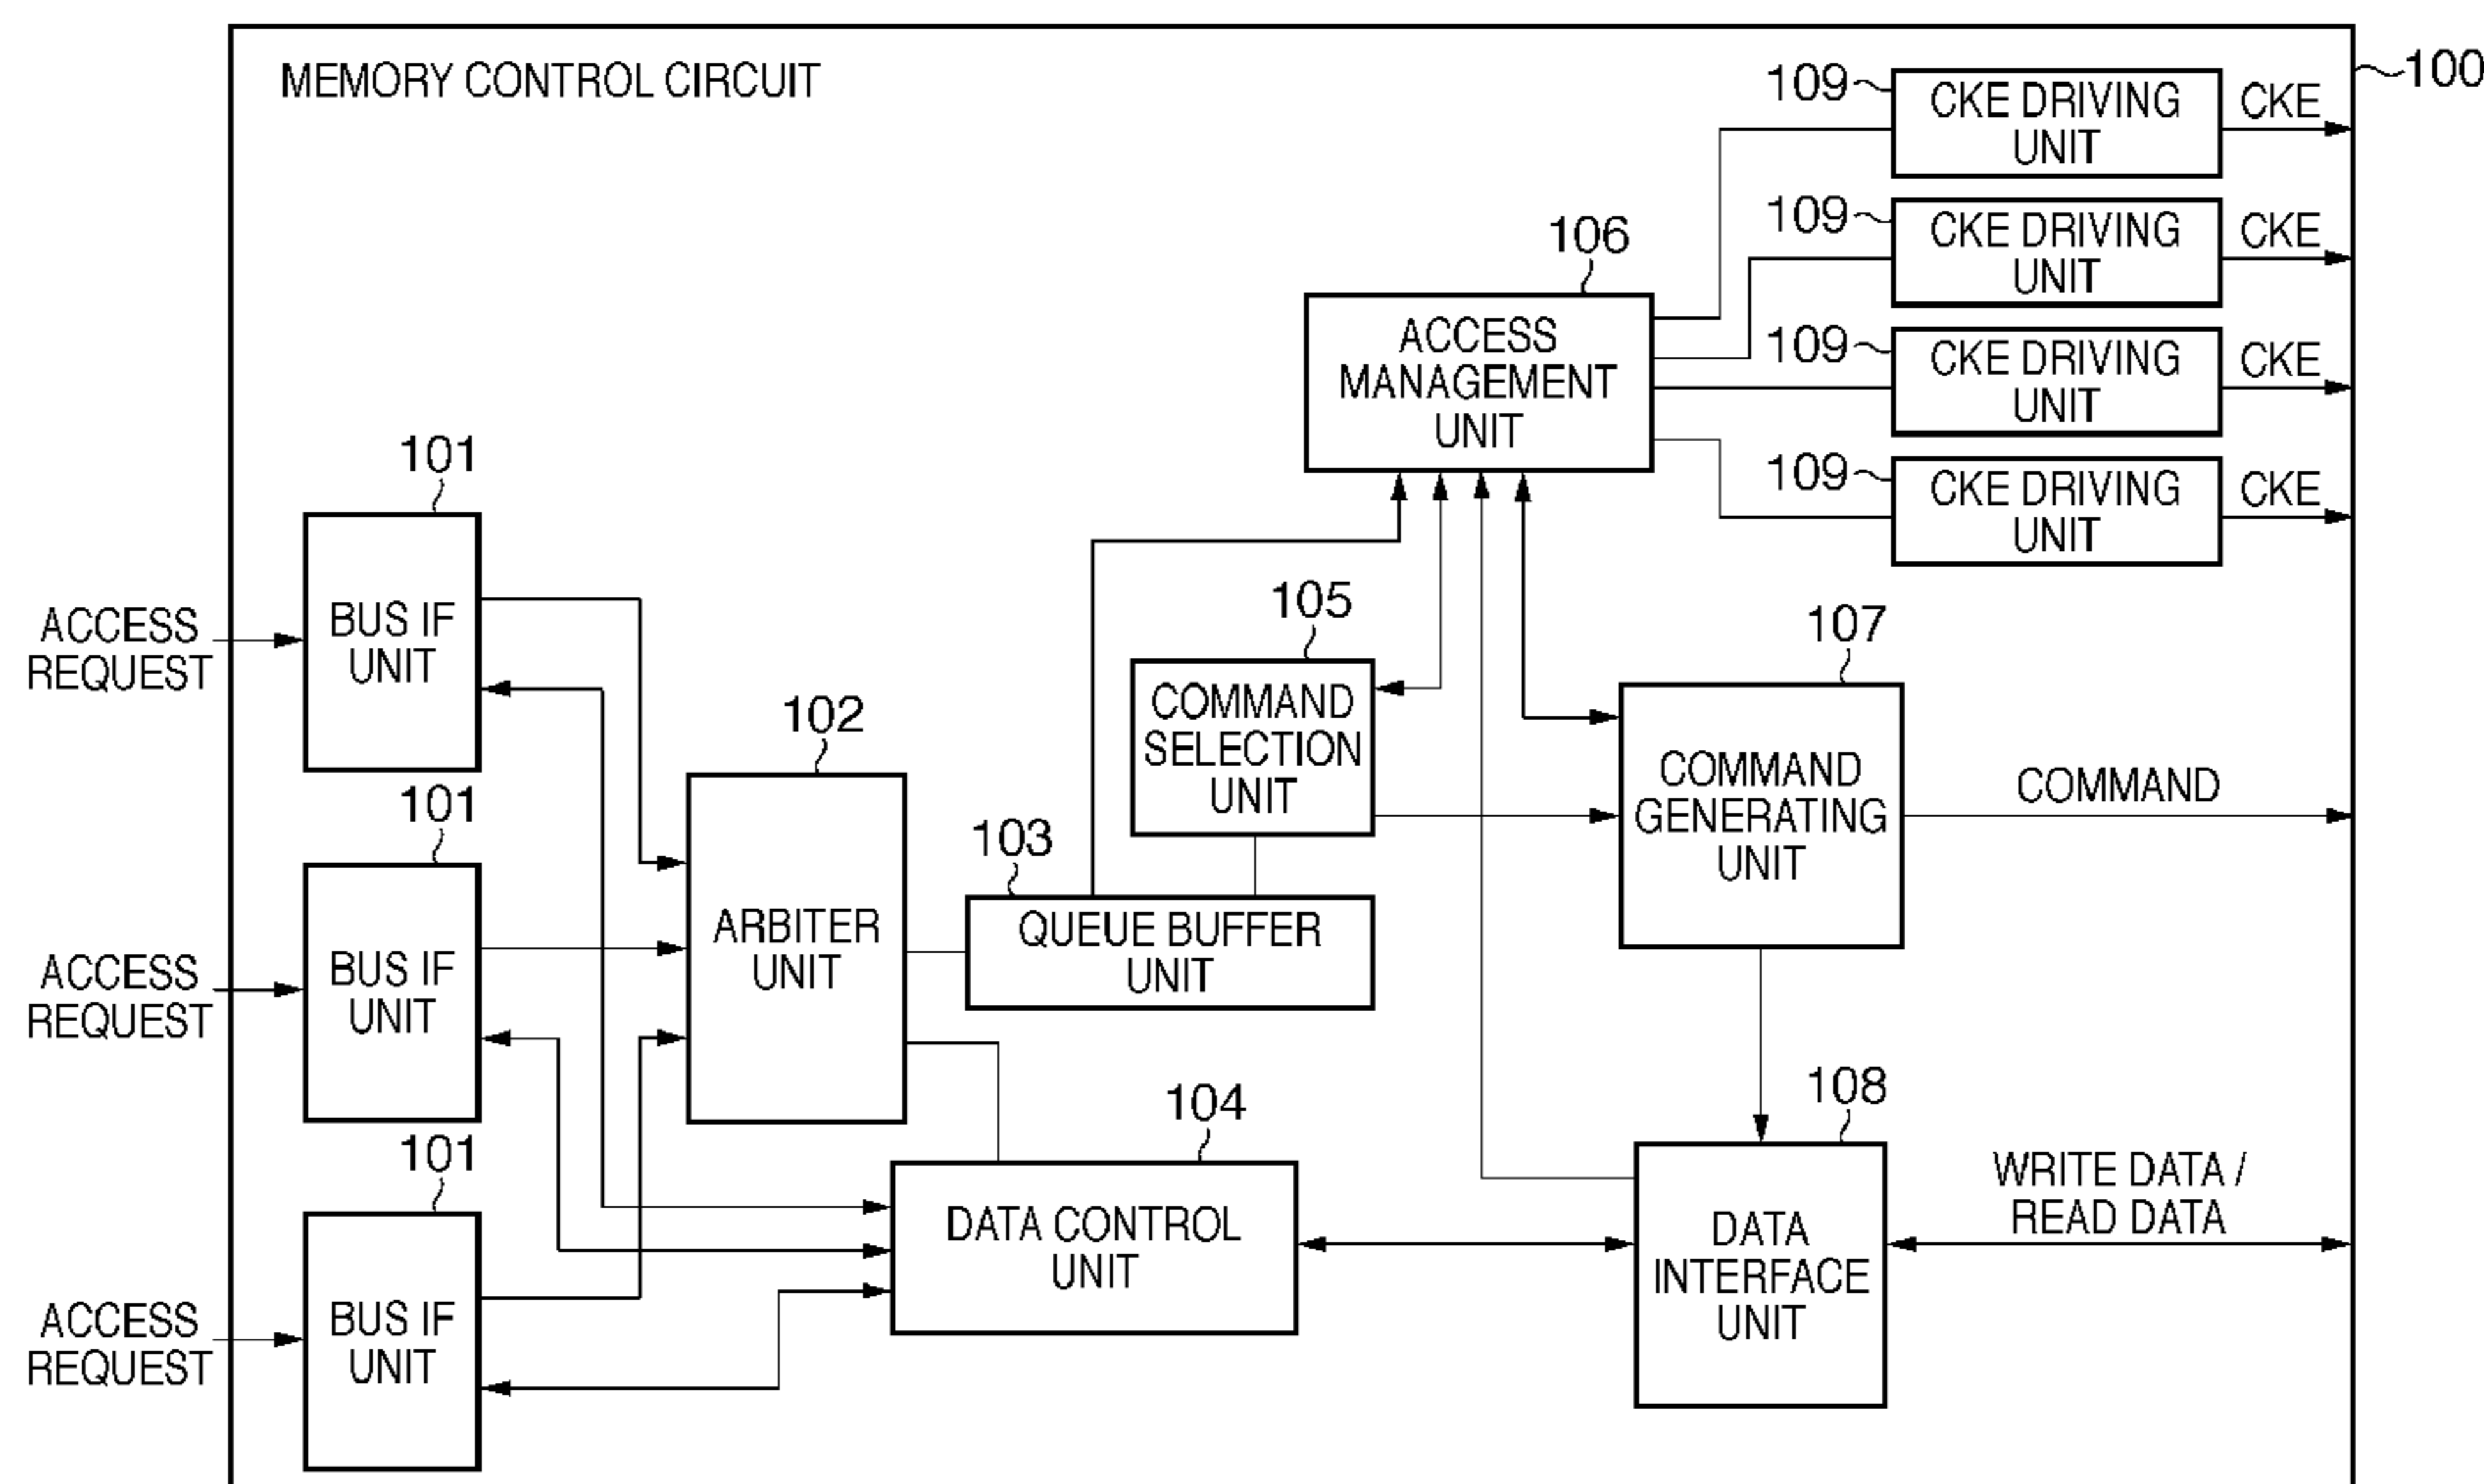 MEMORY CONTROL CIRCUIT
100
109
CKE DRIVING
UNIT
CKE
109
CKE DRIVING
UNIT
CKE
109
CKE DRIVING
UNIT
CKE
109
CKE DRIVING
UNIT
CKE
106
ACCESS
MANAGEMENT
UNIT
101
BUS IF
UNIT
ACCESS
REQUEST
105
COMMAND
SELECTION
UNIT
107
COMMAND
GENERATING
UNIT
COMMAND
102
ARBITER
UNIT
101
BUS IF
UNIT
ACCESS
REQUEST
103
QUEUE BUFFER
UNIT
104
DATA CONTROL
UNIT
108
DATA
INTERFACE
UNIT
WRITE DATA /
READ DATA
101
BUS IF
UNIT
ACCESS
REQUEST